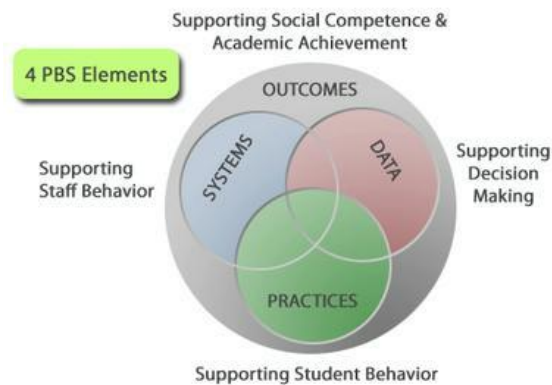 Supporting Social Competence &
Academic Achievement
4 PBS Elements
OUTCOMES
SYSTEMS
DATA
Supporting
Staff Behavior
Supporting
Decision
Making
PRACTICES
Supporting Student Behavior